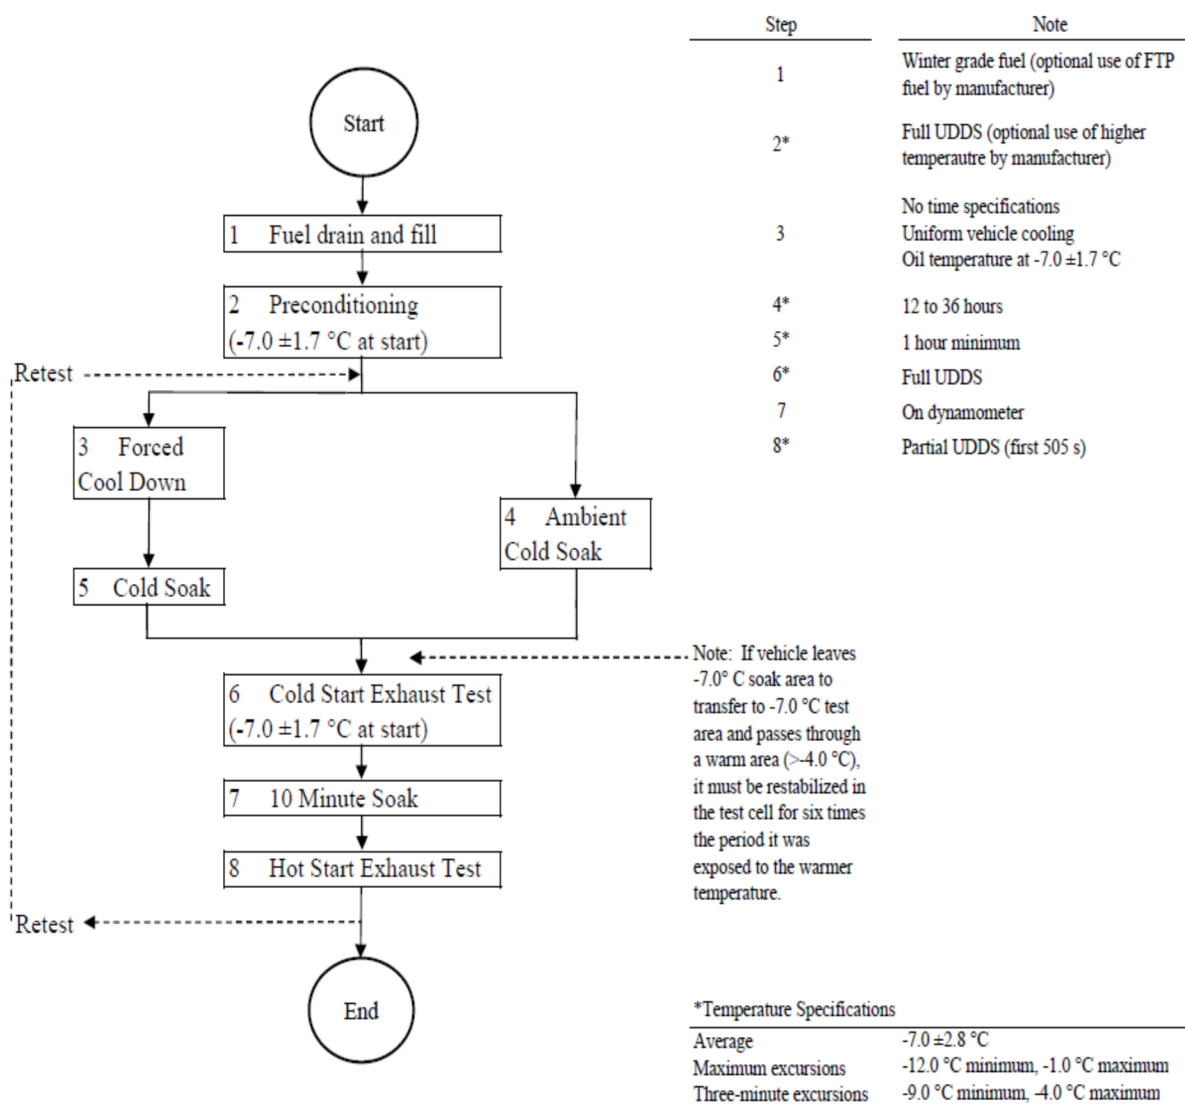 Start
1 Fuel drain and fill
2 Preconditioning
(-7.0 ±1.7 °C at start)
Retest
3 Forced
Cool Down
4 Ambient
Cold Soak
5 Cold Soak
6 Cold Start Exhaust Test
(-7.0 ±1.7 °C at start)
7 10 Minute Soak
8 Hot Start Exhaust Test
Retest
End
Step Note
1 Winter grade fuel (optional use of FTP
fuel by manufacturer)
2* Full UDDS (optional use of higher
temperautre by manufacturer)
No time specifications
3 Uniform vehicle cooling
Oil temperature at -7.0 ±1.7 °C
4* 12 to 36 hours
5* 1 hour minimum
6* Full UDDS
7 On dynamometer
8* Partial UDDS (first 505 s)
Note: If vehicle leaves
-7.0° C soak area to
transfer to -7.0 °C test
area and passes through
a warm area (>-4.0 °C),
it must be restabilized in
the test cell for six times
the period it was
exposed to the warmer
temperature.
*Temperature Specifications
Average -7.0 ±2.8 °C
Maximum excursions -12.0 °C minimum, -1.0 °C maximum
Three-minute excursions -9.0 °C minimum, -4.0 °C maximum